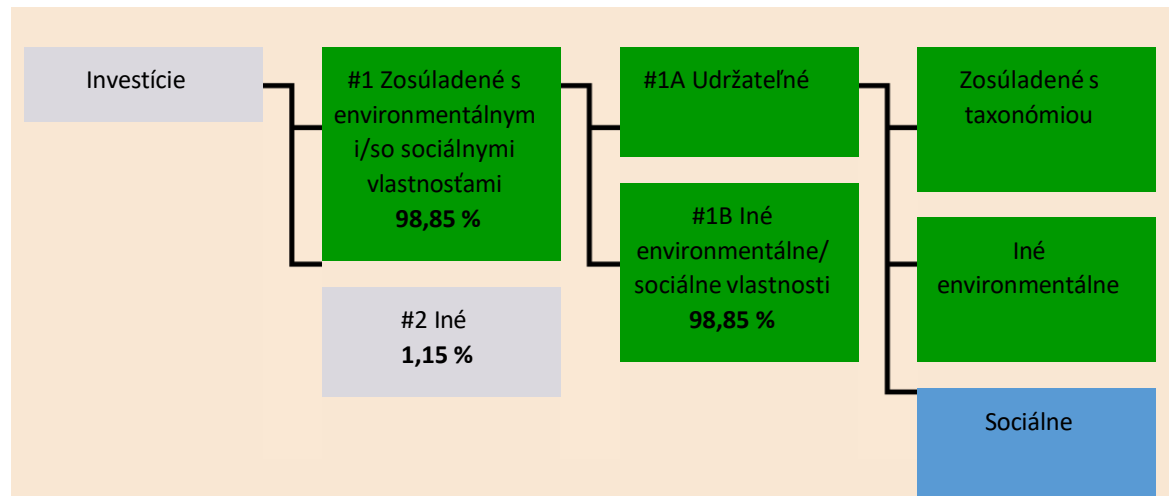 Investície
#1 Zosúladené s
environmentálnym
i/so sociálnymi
vlastnosťami
98,85 %
#2 Iné
1,15 %
#1A Udržateľné
#1B Iné
environmentálne/
sociálne vlastnosti
98,85 %
Zosúladené s
taxonómiou
Iné
environmentálne
Sociálne